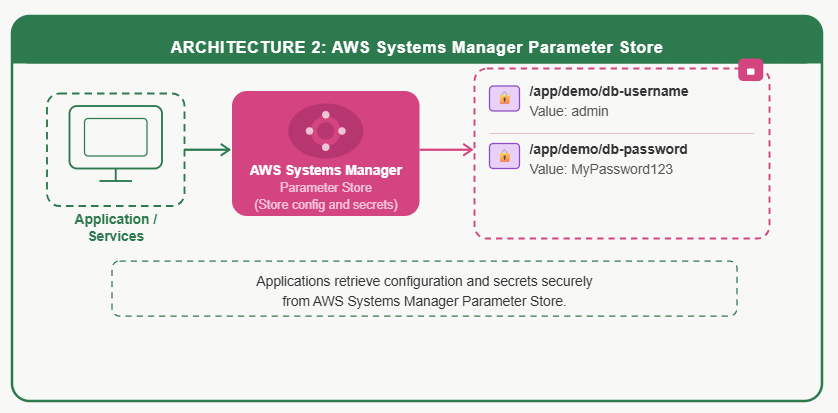 ARCHITECTURE 2: AWS Systems Manager Parameter Store
Application /
Services
AWS Systems Manager
Parameter Store
(Store config and secrets)
/app/demo/db-username
Value: admin
/app/demo/db-password
Value: MyPassword123
Applications retrieve configuration and secrets securely
from AWS Systems Manager Parameter Store.